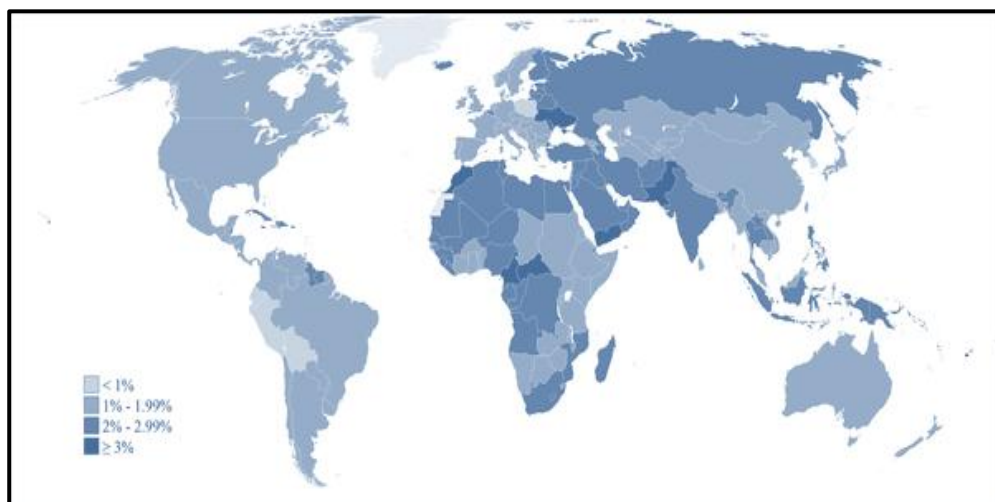 < 1%
1% - 1.99%
2% - 2.99%
≥ 3%